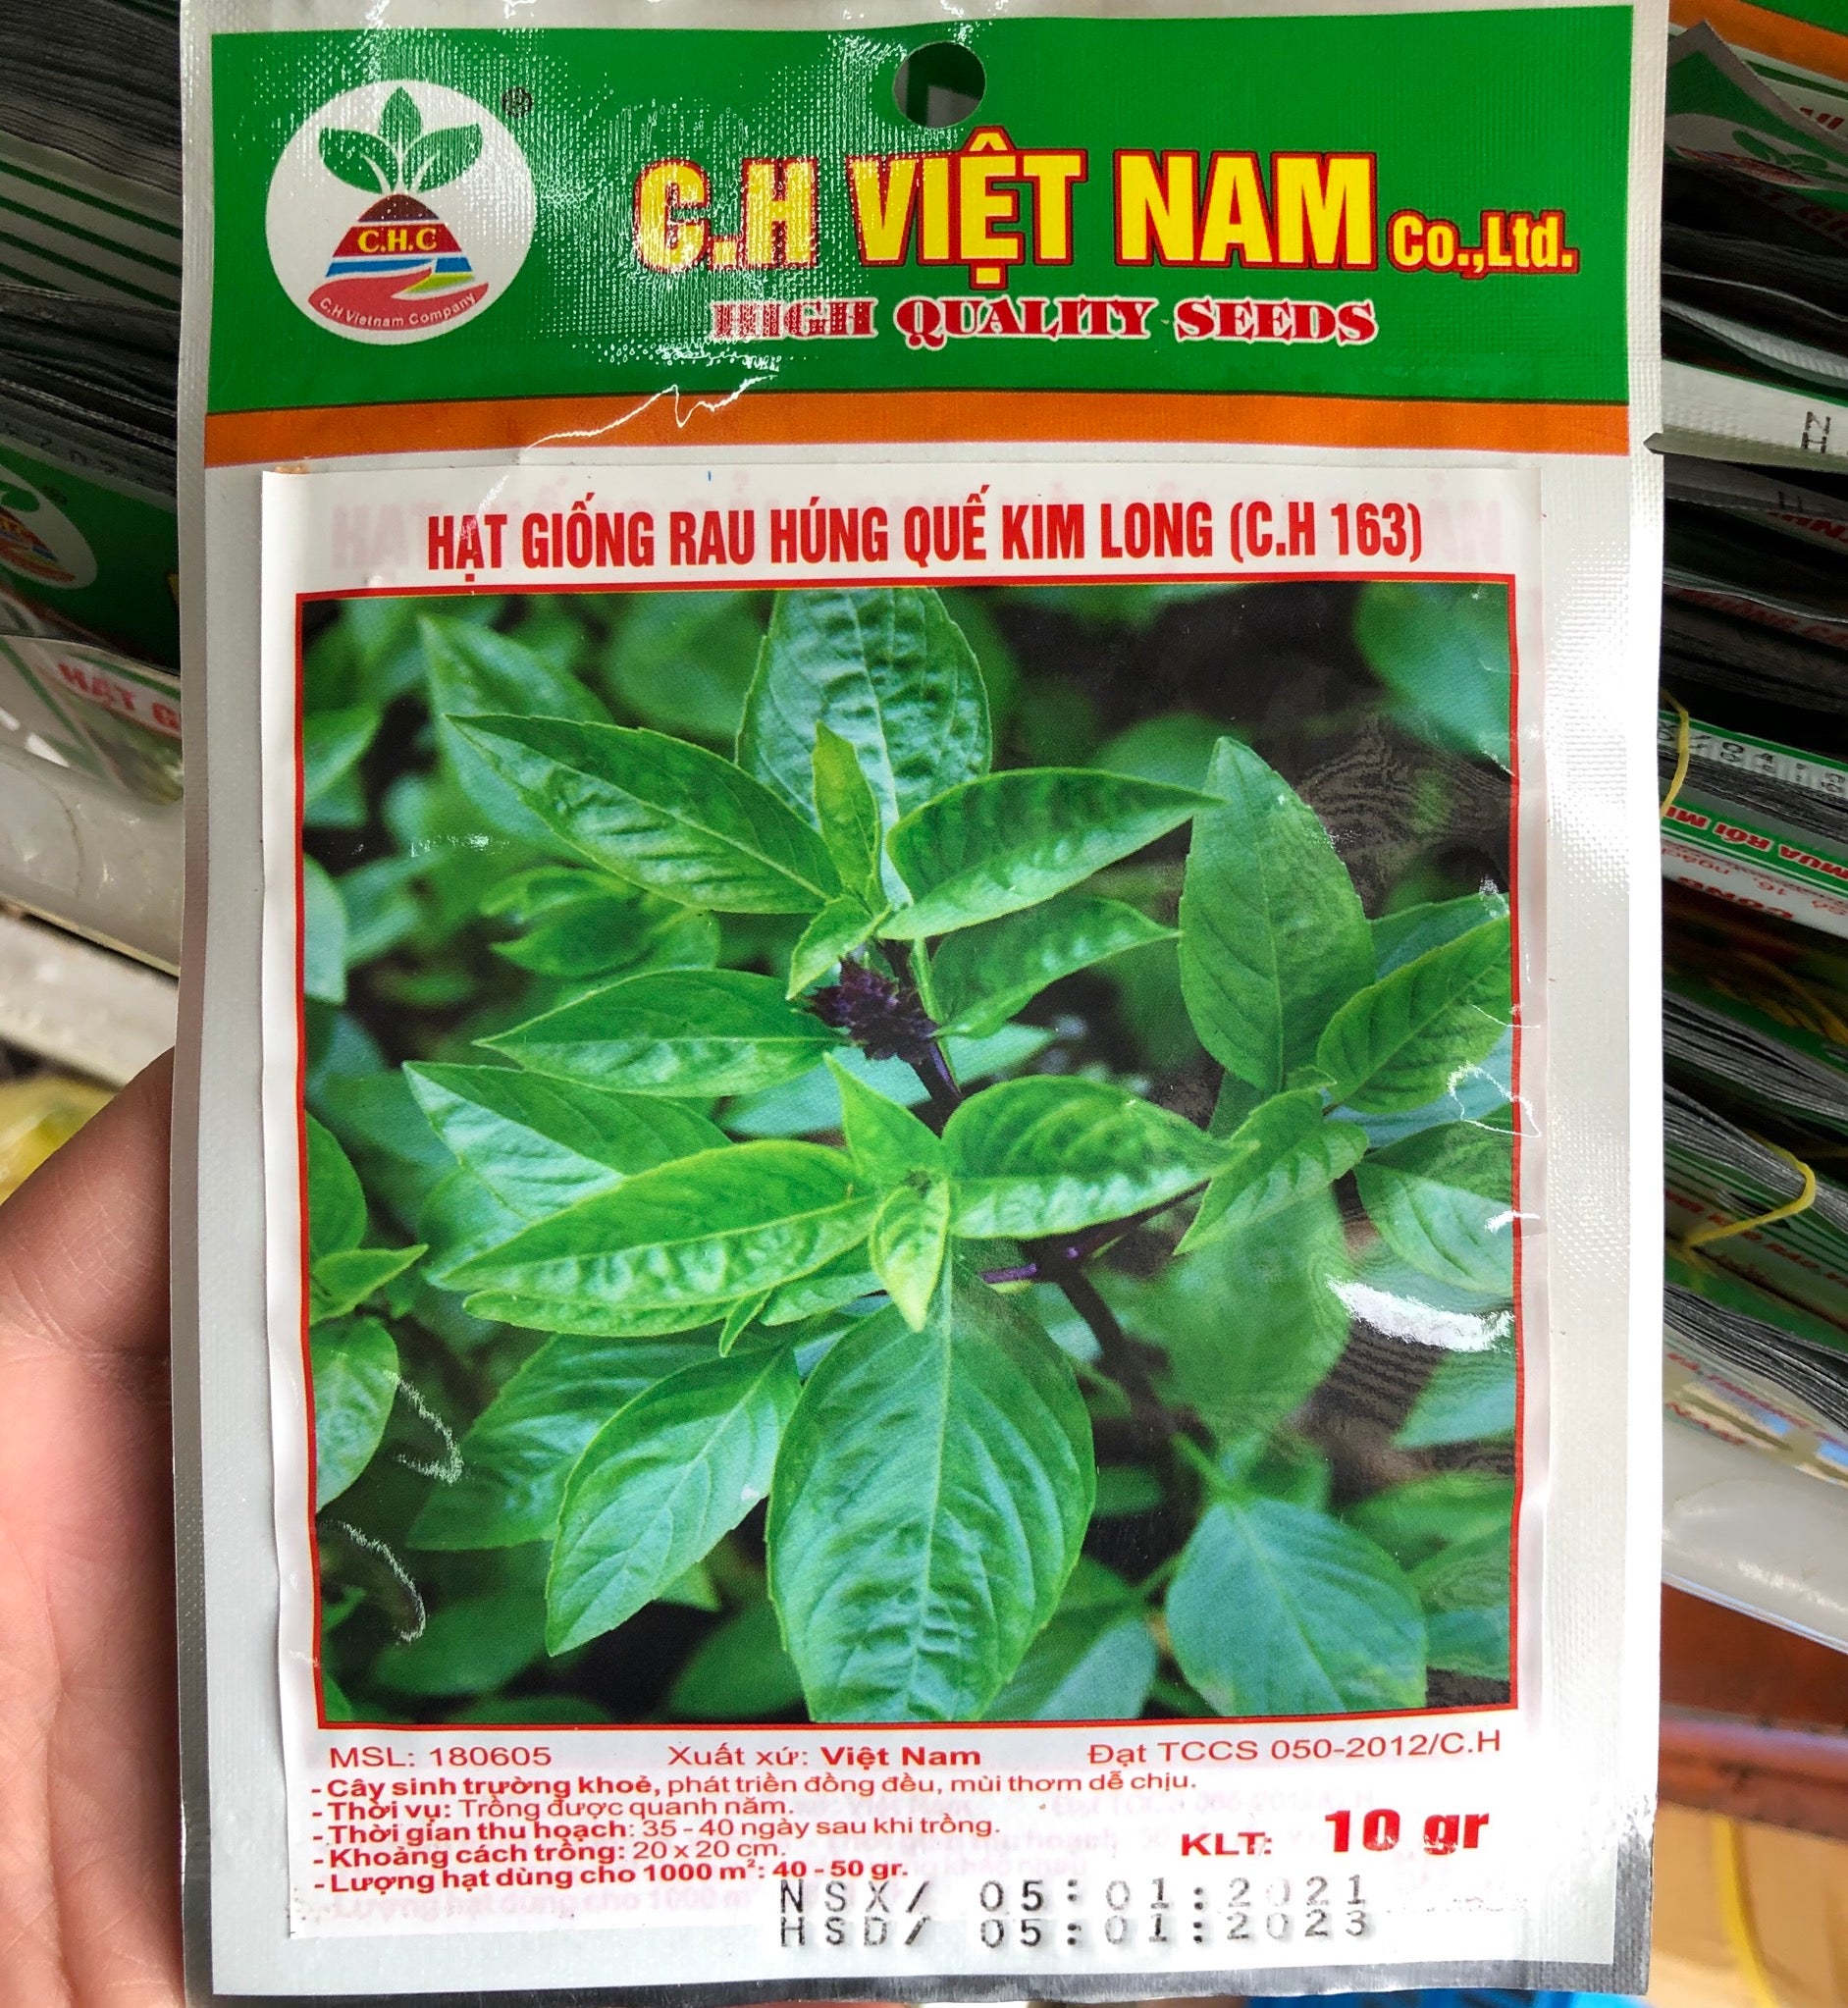 ®
C.H.C
C.H Vietnam Company
C.H VIỆT NAM Co.,Ltd.
HIGH QUALITY SEEDS
HẠT GIỐNG RAU HÚNG QUẾ KIM LONG (C.H 163)
MSL: 180605 Xuất xứ: Việt Nam Đạt TCCS 050-2012/C.H
- Cây sinh trường khoẻ, phát triển đồng đều, mùi thơm dễ chịu.
- Thời vụ: Trồng được quanh năm.
- Thời gian thu hoạch: 35 - 40 ngày sau khi trồng.
- Khoảng cách trồng: 20 x 20 cm.
- Lượng hạt dùng cho 1000 m²: 40 - 50 gr.
KLT: 10 gr
NSX/ 05:01:2021
HSD/ 05:01:2023
HẠT G